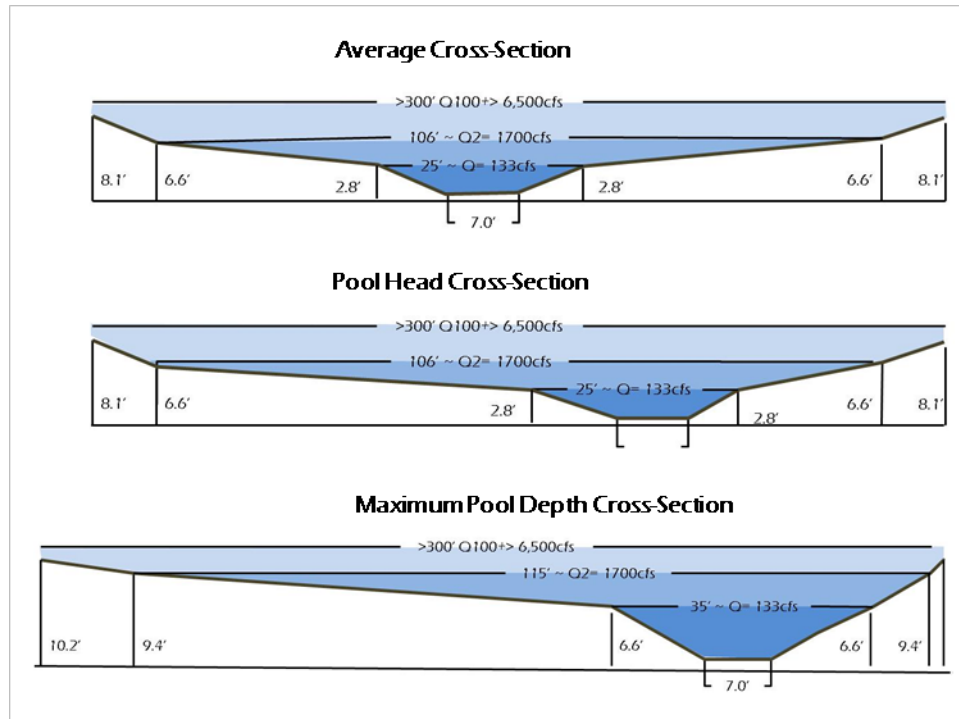 Average Cross-Section
>300' Q100+> 6,500cfs
106' ~ Q2= 1700cfs
25' ~ Q= 133cfs
8.1' 6.6' 2.8' 2.8' 6.6' 8.1'
7.0'
Pool Head Cross-Section
>300' Q100+> 6,500cfs
106' ~ Q2= 1700cfs
25' ~ Q= 133cfs
8.1' 6.6' 2.8' 2.8' 6.6' 8.1'
Maximum Pool Depth Cross-Section
>300' Q100+> 6,500cfs
115' ~ Q2= 1700cfs
35' ~ Q= 133cfs
10.2' 9.4' 6.6' 6.6' 9.4'
7.0'